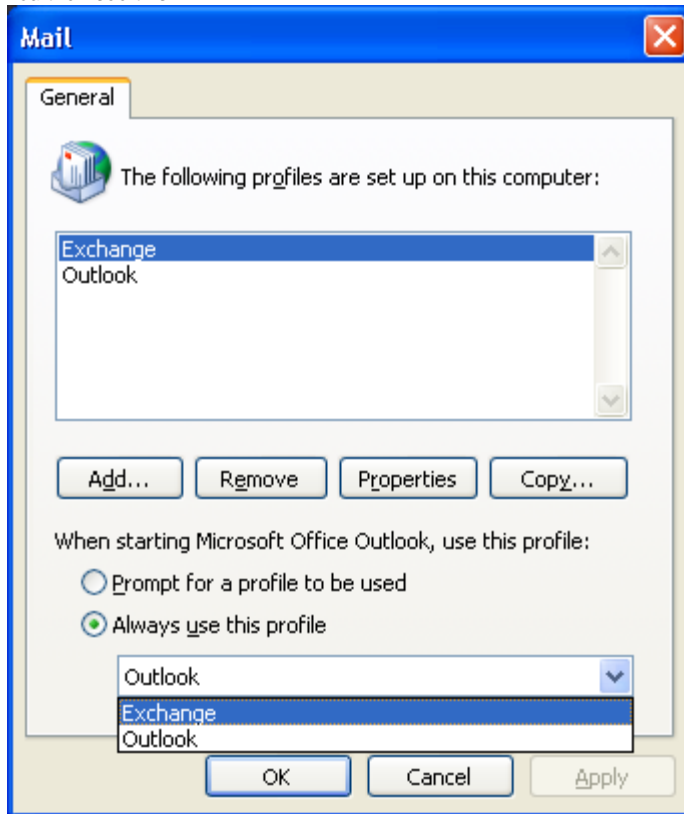 Mail
General
The following profiles are set up on this computer:
Exchange
Outlook
Add... Remove Properties Copy...
When starting Microsoft Office Outlook, use this profile:
Prompt for a profile to be used
Always use this profile
Outlook
Exchange
Outlook
OK Cancel Apply